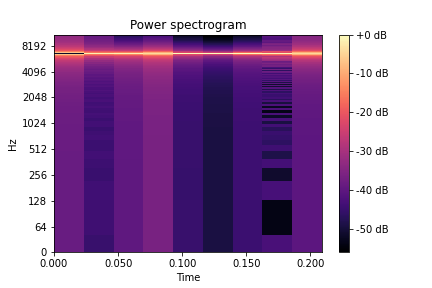 Power spectrogram
8192
4096
2048
1024
512
256
128
64
0
Hz
0.000 0.050 0.100 0.150 0.200
Time
+0 dB
-10 dB
-20 dB
-30 dB
-40 dB
-50 dB